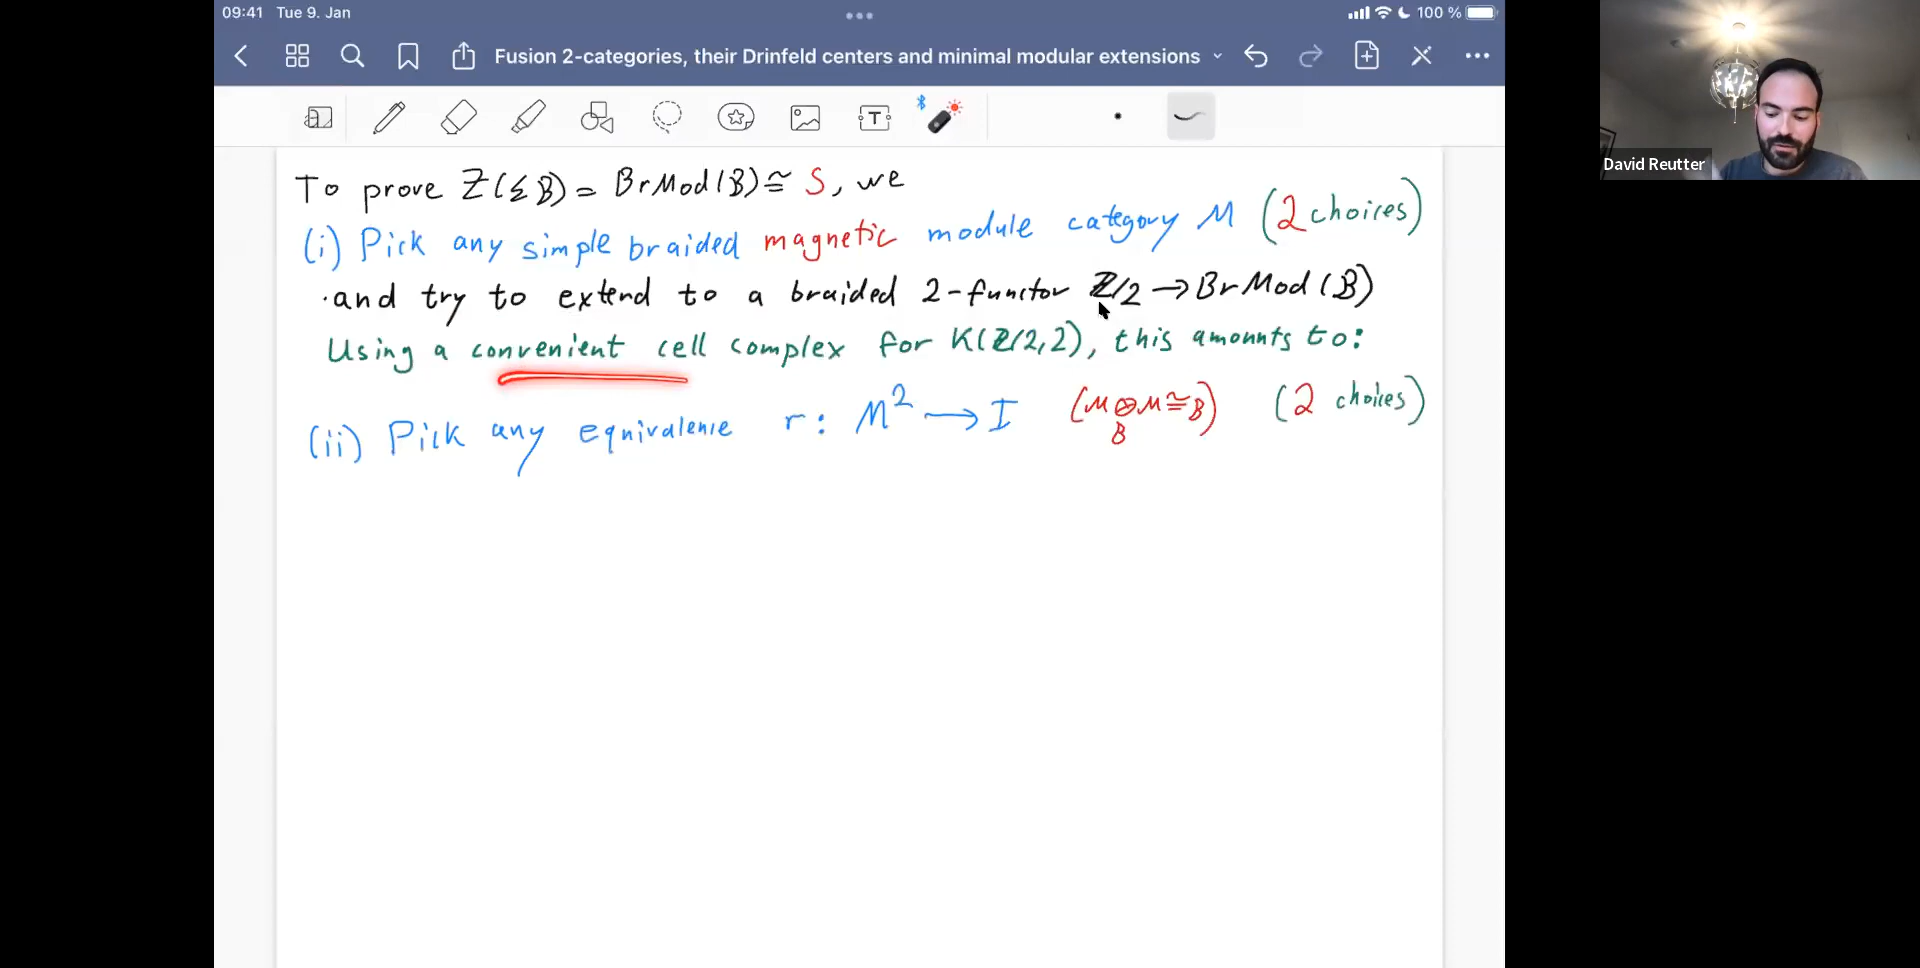 09:41 Tue 9. Jan
100 %
Fusion 2-categories, their Drinfeld centers and minimal modular extensions
T
David Reutter
To prove Z(ΣB) = BrMod(B) ≅ S, we
(i) Pick any simple braided magnetic module category M (2 choices)
·and try to extend to a braided 2-functor Z/2 → BrMod(B)
Using a convenient cell complex for K(Z/2,2), this amounts to:
(ii) Pick any equivalence r: M² → I (M ⊗_B M ≅ B) (2 choices)